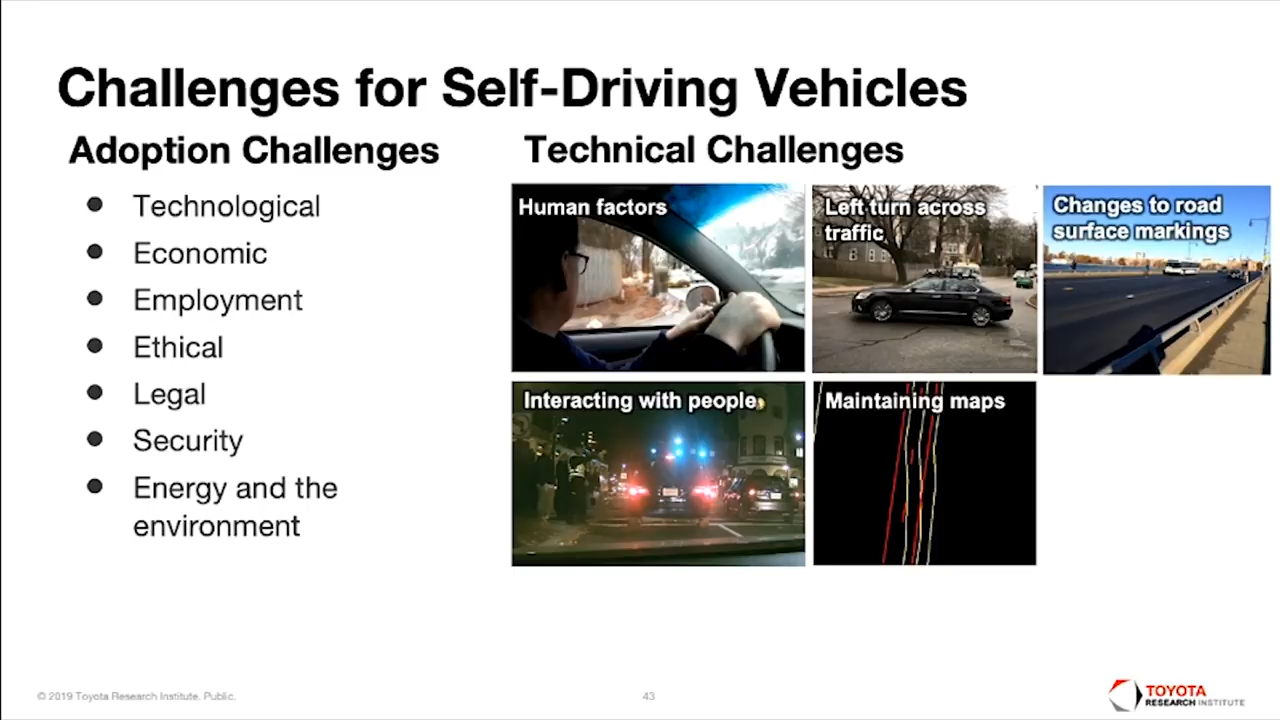 Challenges for Self-Driving Vehicles
Adoption Challenges
Technological
Economic
Employment
Ethical
Legal
Security
Energy and the
environment
Technical Challenges
Human factors
Left turn across
traffic
Changes to road
surface markings
Interacting with people
Maintaining maps
© 2019 Toyota Research Institute. Public.
43
TOYOTA
RESEARCH INSTITUTE